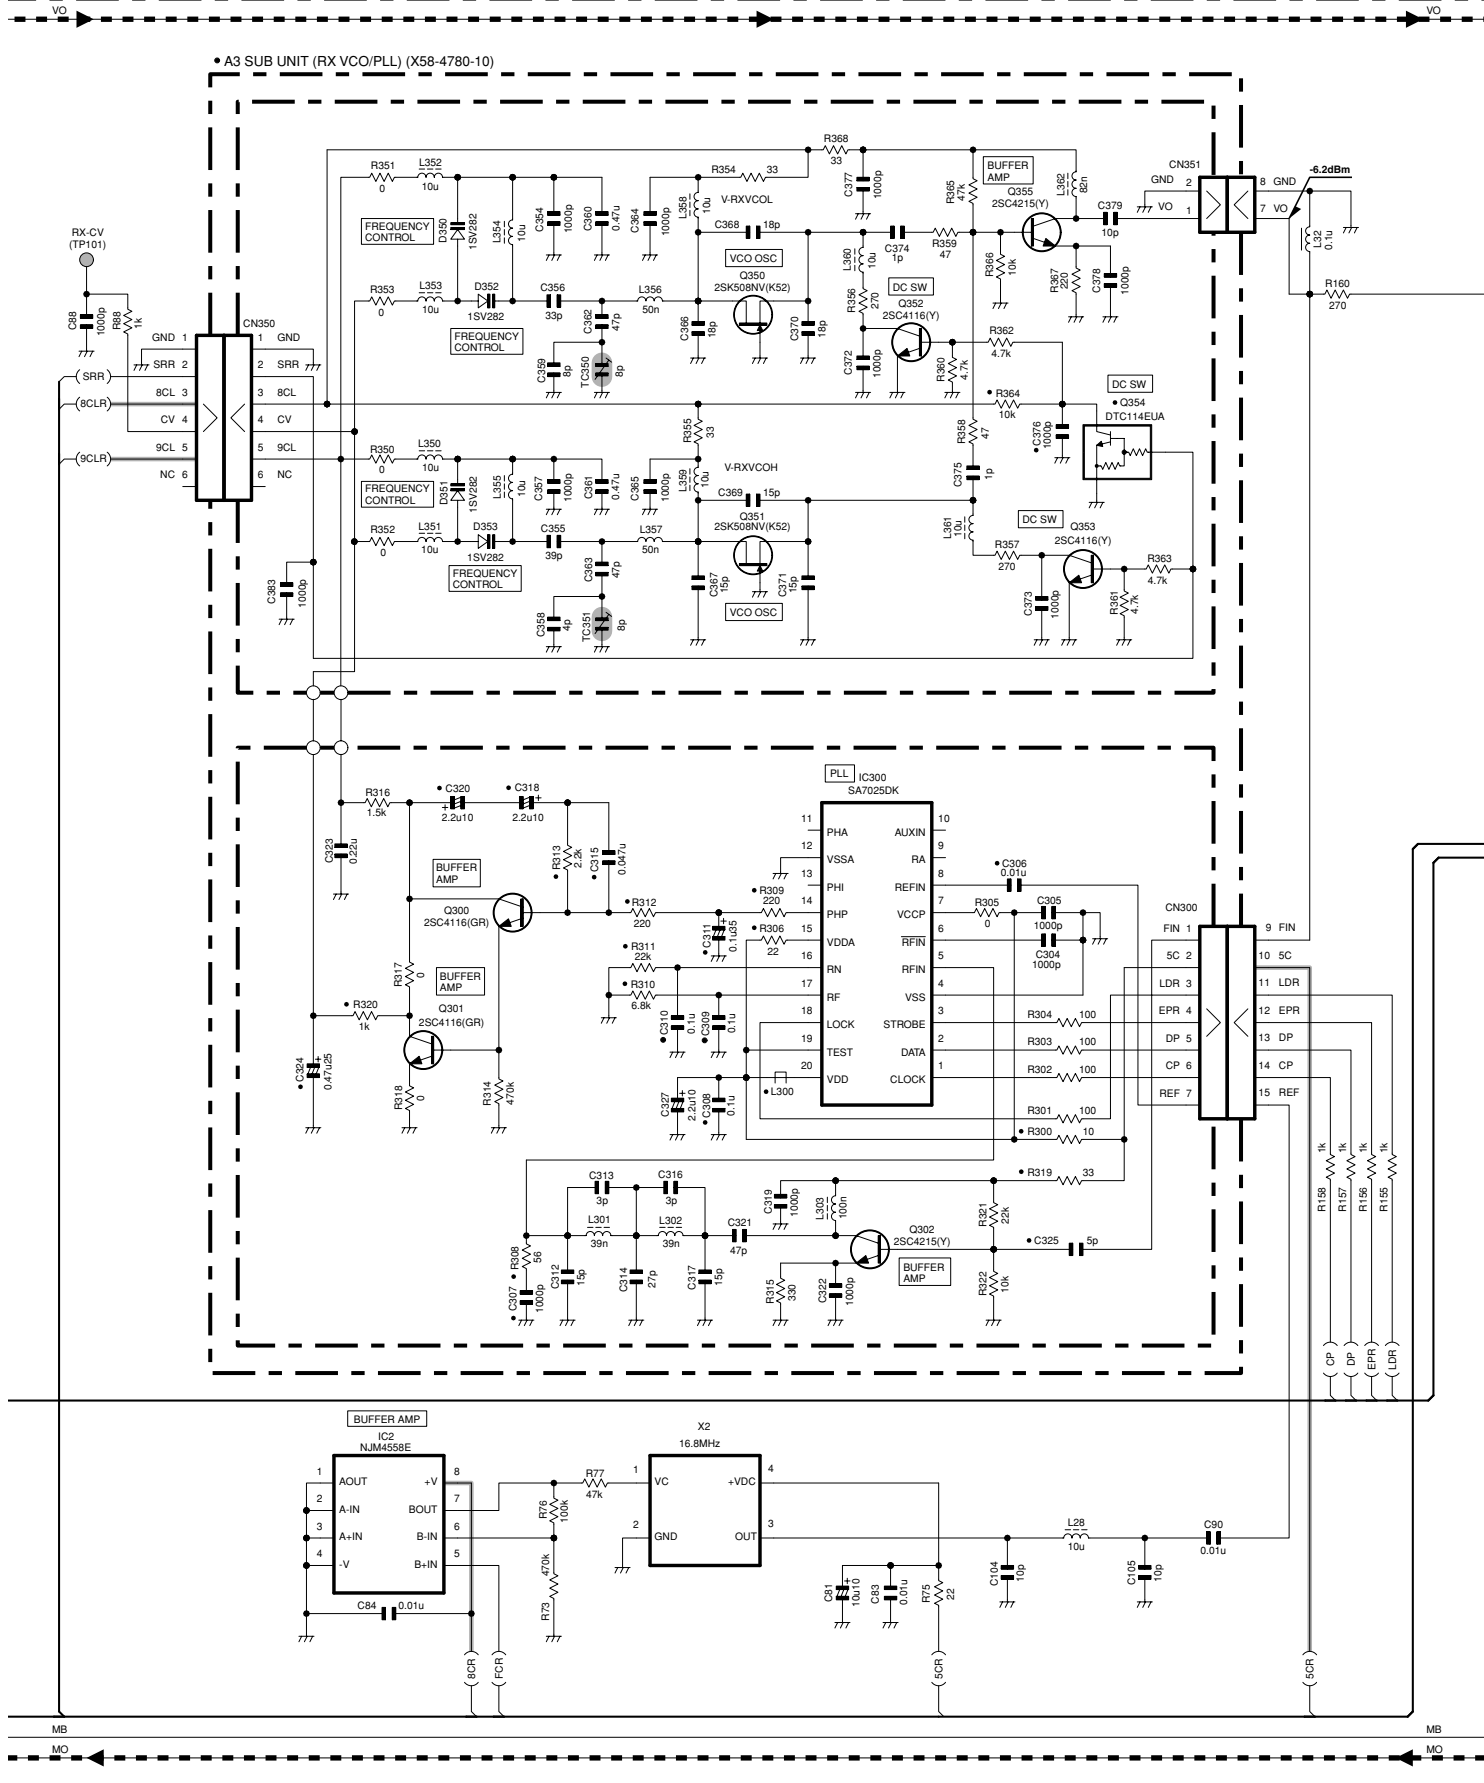 VO
VO
• A3 SUB UNIT (RX VCO/PLL) (X58-4780-10)
RX-CV
(TP101)
C88
1000p
R88
1k
SRR
8CLR
9CLR
CN350
GND 1
SRR 2
8CL 3
CV 4
9CL 5
NC 6
1 GND
2 SRR
3 8CL
4 CV
5 9CL
6 NC
R351
0
L352
10u
FREQUENCY
CONTROL
D350
1SV282
L354
10u
C354
1000p
C360
0.47u
C364
1000p
R354 33
L358
10u
V-RXVCOL
C368 18p
VCO OSC
Q350
2SK508NV(K52)
R353
0
L353
10u
D352
1SV282
FREQUENCY
CONTROL
C356
33p
C362
47p
C359
8p
TC350
8p
L356
50n
C366
18p
C370
18p
R368
33
C377
1000p
R365
47k
BUFFER
AMP
Q355
2SC4215(Y)
L362
82n
C379
10p
C374
1p
R359
47
R366
10k
R367
220
C378
1000p
L360
10u
R356
270
DC SW
Q352
2SC4116(Y)
C372
1000p
R360
4.7k
R362
4.7k
CN351
GND 2
VO 1
8 GND
7 VO
-6.2dBm
L32
0.1u
R160
270
R355
33
• R364
10k
DC SW
• Q354
DTC114EUA
R358
47
• C376
1000p
C375
1p
R350
0
L350
10u
FREQUENCY
CONTROL
D351
1SV282
L355
10u
C357
1000p
C361
0.47u
C365
1000p
L359
10u
V-RXVCOH
C369 15p
Q351
2SK508NV(K52)
VCO OSC
R352
0
L351
10u
D353
1SV282
FREQUENCY
CONTROL
C355
39p
C363
47p
C358
4p
TC351
8p
L357
50n
C367
15p
C371
15p
L361
10u
DC SW
Q353
2SC4116(Y)
R357
270
C373
1000p
R361
4.7k
R363
4.7k
C383
1000p
R316
1.5k
• C320
+
2.2u10
• C318
+
2.2u10
C323
0.22u
• R313
2.2k
• C315
0.047u
BUFFER
AMP
Q300
2SC4116(GR)
• R312
220
• R309
220
• C311
+
0.1u35
• R306
22
• R311
22k
• R310
6.8k
• C310
0.1u
• C309
0.1u
R317
0
BUFFER
AMP
Q301
2SC4116(GR)
• R320
1k
• C324
+
0.47u25
R318
0
R314
470k
C327
+
2.2u10
• C308
0.1u
• L300
PLL
IC300
SA7025DK
11 PHA
12 VSSA
13 PHI
14 PHP
15 VDDA
16 RN
17 RF
18 LOCK
19 TEST
20 VDD
AUXIN 10
RA 9
REFIN 8
VCCP 7
RFIN 6
RFIN 5
VSS 4
STROBE 3
DATA 2
CLOCK 1
• C306
0.01u
R305
0
C305
1000p
C304
1000p
R304 100
R303 100
R302 100
R301 100
• R300 10
• R319 33
CN300
FIN 1
5C 2
LDR 3
EPR 4
DP 5
CP 6
REF 7
9 FIN
10 5C
11 LDR
12 EPR
13 DP
14 CP
15 REF
C313
3p
C316
3p
L301
39n
L302
39n
• R308
56
• C307
1000p
C312
15p
C314
27p
C317
15p
C321
47p
C319
1000p
L303
100n
R315
330
C322
1000p
Q302
2SC4215(Y)
BUFFER
AMP
R321
22k
R322
10k
• C325 5p
R158 1k
R157 1k
R156 1k
R155 1k
CP
DP
EPR
LDR
BUFFER AMP
IC2
NJM4558E
1 AOUT
2 A-IN
3 A+IN
4 -V
+V 8
BOUT 7
B-IN 6
B+IN 5
C84 0.01u
8CR
FCR
R77
47k
R76
100k
470k
R73
X2
16.8MHz
1 VC
2 GND
+VDC 4
OUT 3
C81
+
10u10
C83
0.01u
R75
22
5CR
C104
10p
L28
10u
C105
10p
C90
0.01u
5CR
MB
MB
MO
MO